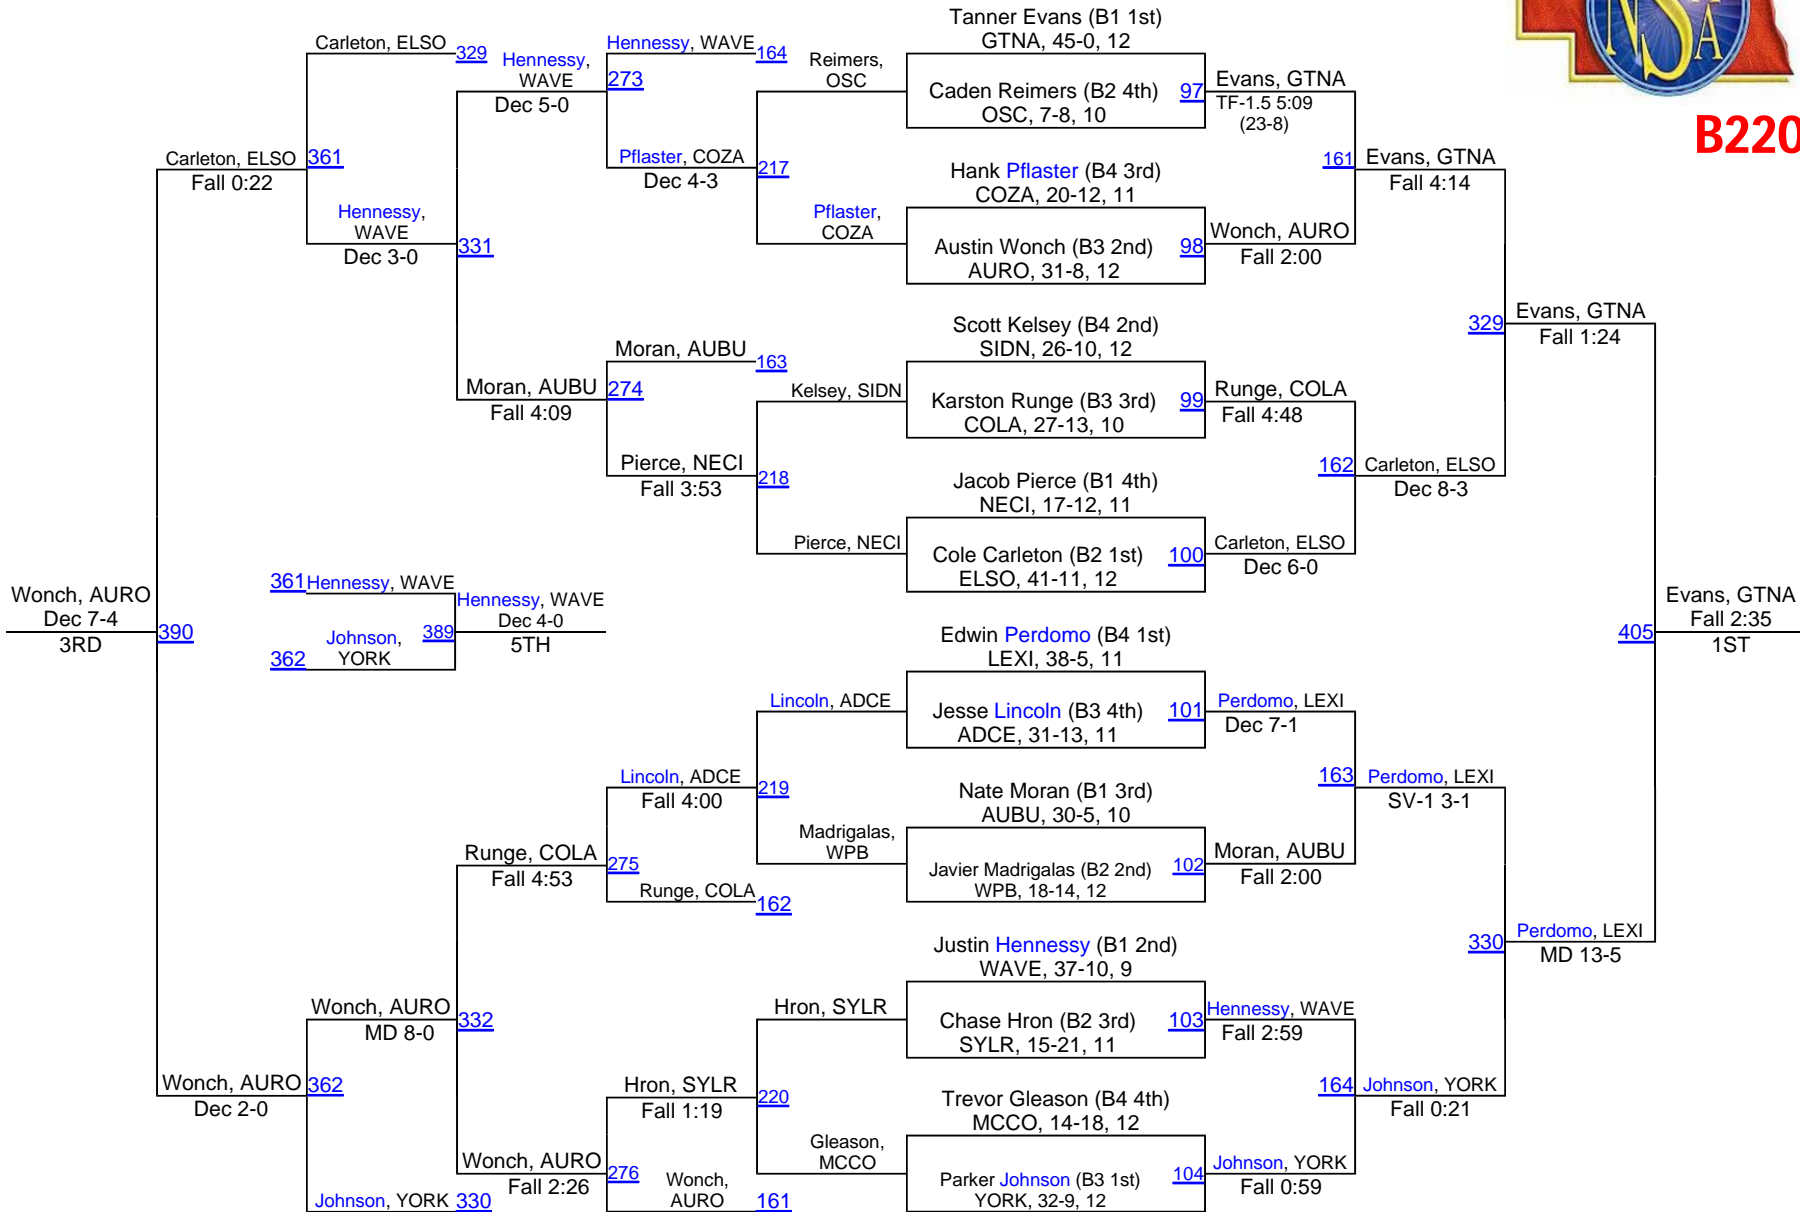 Tanner Evans (B1 1st)
GTNA, 45-0, 12
Carleton, ELSO
329
Hennessy,
WAVE
Dec 5-0
Hennessy, WAVE
164
273
Reimers,
OSC
Caden Reimers (B2 4th)
OSC, 7-8, 10
97
Evans, GTNA
TF-1.5 5:09
(23-8)
NSA
B220
Carleton, ELSO
Fall 0:22
361
Pflaster, COZA
Dec 4-3
217
Hank Pflaster (B4 3rd)
COZA, 20-12, 11
161
Evans, GTNA
Fall 4:14
Hennessy,
WAVE
Dec 3-0
331
Pflaster,
COZA
Austin Wonch (B3 2nd)
AURO, 31-8, 12
98
Wonch, AURO
Fall 2:00
Scott Kelsey (B4 2nd)
SIDN, 26-10, 12
329
Evans, GTNA
Fall 1:24
Moran, AUBU
163
Moran, AUBU
Fall 4:09
274
Kelsey, SIDN
Karston Runge (B3 3rd)
COLA, 27-13, 10
99
Runge, COLA
Fall 4:48
Pierce, NECI
Fall 3:53
218
Jacob Pierce (B1 4th)
NECI, 17-12, 11
162
Carleton, ELSO
Dec 8-3
Pierce, NECI
Cole Carleton (B2 1st)
ELSO, 41-11, 12
100
Carleton, ELSO
Dec 6-0
Wonch, AURO
Dec 7-4
3RD
390
361
Hennessy, WAVE
Johnson,
YORK
362
389
Hennessy, WAVE
Dec 4-0
5TH
Edwin Perdomo (B4 1st)
LEXI, 38-5, 11
405
Evans, GTNA
Fall 2:35
1ST
Lincoln, ADCE
Jesse Lincoln (B3 4th)
ADCE, 31-13, 11
101
Perdomo, LEXI
Dec 7-1
Lincoln, ADCE
Fall 4:00
219
Nate Moran (B1 3rd)
AUBU, 30-5, 10
163
Perdomo, LEXI
SV-1 3-1
Runge, COLA
Fall 4:53
275
Madrigalas,
WPB
Javier Madrigalas (B2 2nd)
WPB, 18-14, 12
102
Moran, AUBU
Fall 2:00
Runge, COLA
162
Justin Hennessy (B1 2nd)
WAVE, 37-10, 9
330
Perdomo, LEXI
MD 13-5
Wonch, AURO
MD 8-0
332
Hron, SYLR
Chase Hron (B2 3rd)
SYLR, 15-21, 11
103
Hennessy, WAVE
Fall 2:59
Wonch, AURO
Dec 2-0
362
Hron, SYLR
Fall 1:19
220
Trevor Gleason (B4 4th)
MCCO, 14-18, 12
164
Johnson, YORK
Fall 0:21
Wonch, AURO
Fall 2:26
276
Gleason,
MCCO
Parker Johnson (B3 1st)
YORK, 32-9, 12
104
Johnson, YORK
Fall 0:59
Johnson, YORK
330
Wonch,
AURO
161